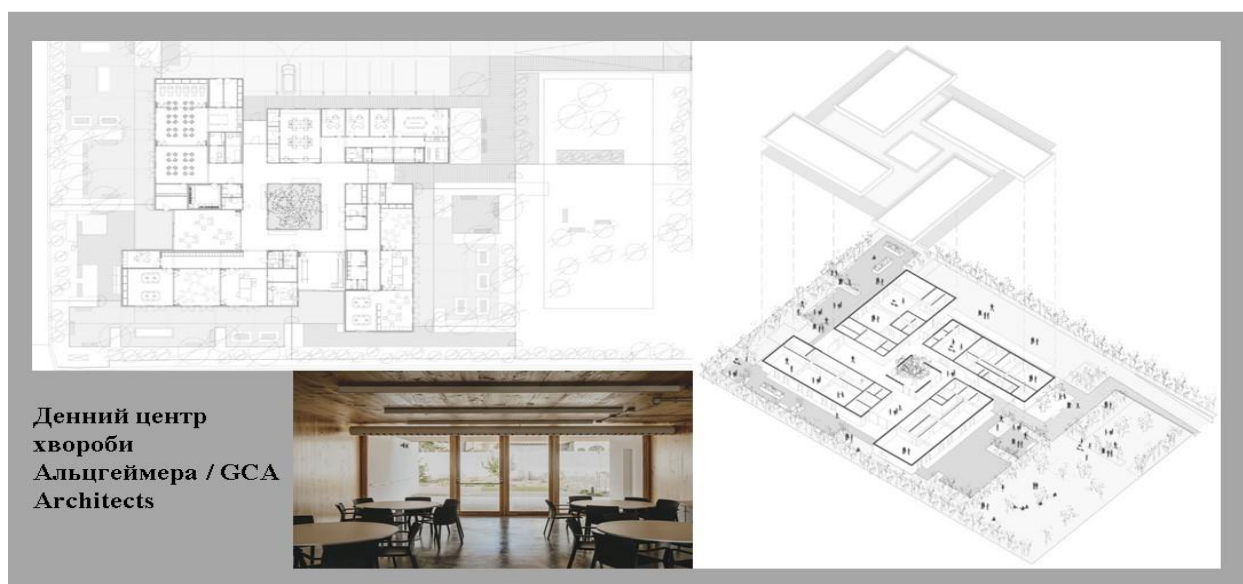 Денний центр
хвороби
Альцгеймера / GCA
Architects